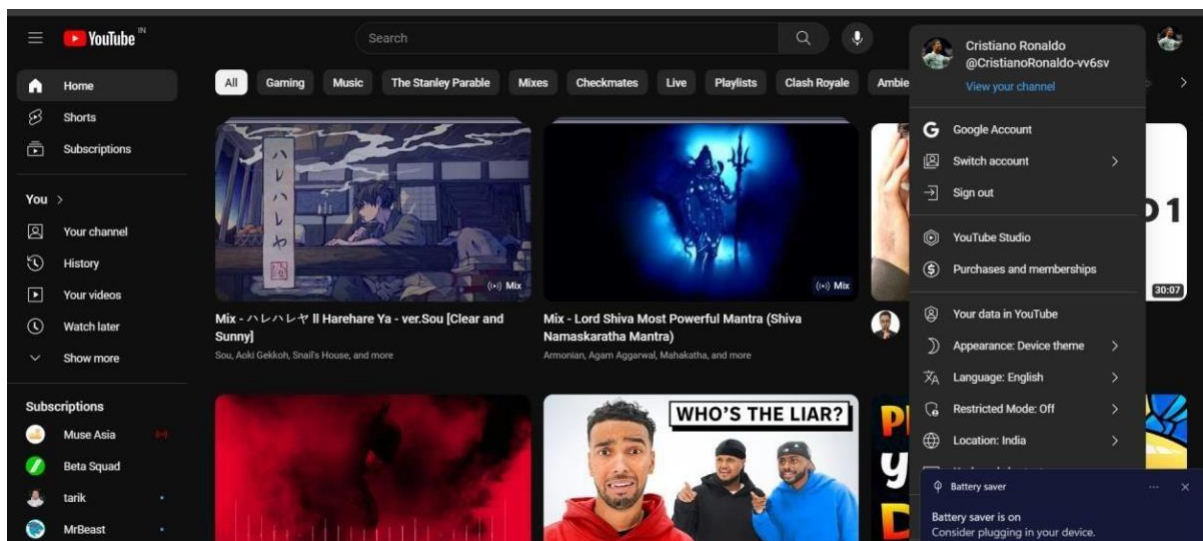 YouTube IN
Search
Home
Shorts
Subscriptions
You
Your channel
History
Your videos
Watch later
Show more
Subscriptions
Muse Asia
Beta Squad
tarik
MrBeast
All Gaming Music The Stanley Parable Mixes Checkmates Live Playlists Clash Royale Ambie
ハレハレヤ
Mix
Mix - ハレハレヤ II Harehare Ya - ver.Sou [Clear and
Sunny]
Sou, Aoki Gekkoh, Snail's House, and more
Mix
Mix - Lord Shiva Most Powerful Mantra (Shiva
Namaskaratha Mantra)
Armonian, Agam Aggarwal, Mahakatha, and more
01
30:07
WHO'S THE LIAR?
Cristiano Ronaldo
@CristianoRonaldo-vv6sv
View your channel
Google Account
Switch account
Sign out
YouTube Studio
Purchases and memberships
Your data in YouTube
Appearance: Device theme
Language: English
Restricted Mode: Off
Location: India
Battery saver
Battery saver is on
Consider plugging in your device.